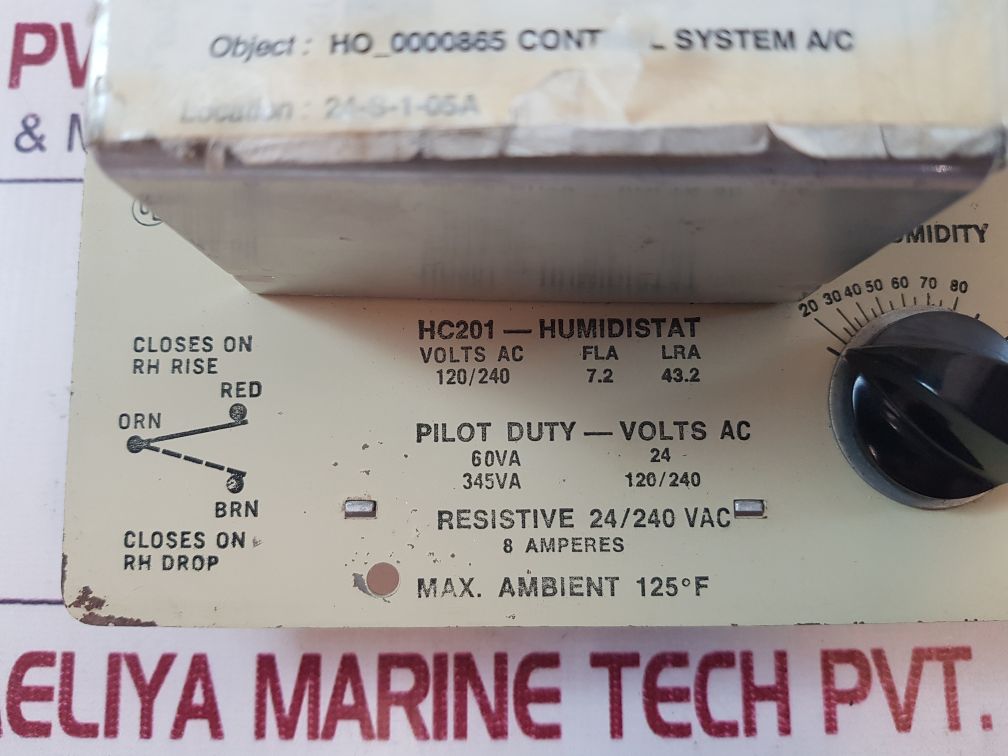 PV
& M
Object : HO_0000865 SYSTEM A/C
Location : 24-S-1-05A
UMIDITY
20 30 40 50 60 70 80
CLOSES ON
RH RISE
RED
ORN
BRN
CLOSES ON
RH DROP
HC201 — HUMIDISTAT
VOLTS AC FLA LRA
120/240 7.2 43.2
PILOT DUTY — VOLTS AC
60VA 24
345VA 120/240
RESISTIVE 24/240 VAC
8 AMPERES
MAX. AMBIENT 125°F
AELIYA MARINE TECH PVT.